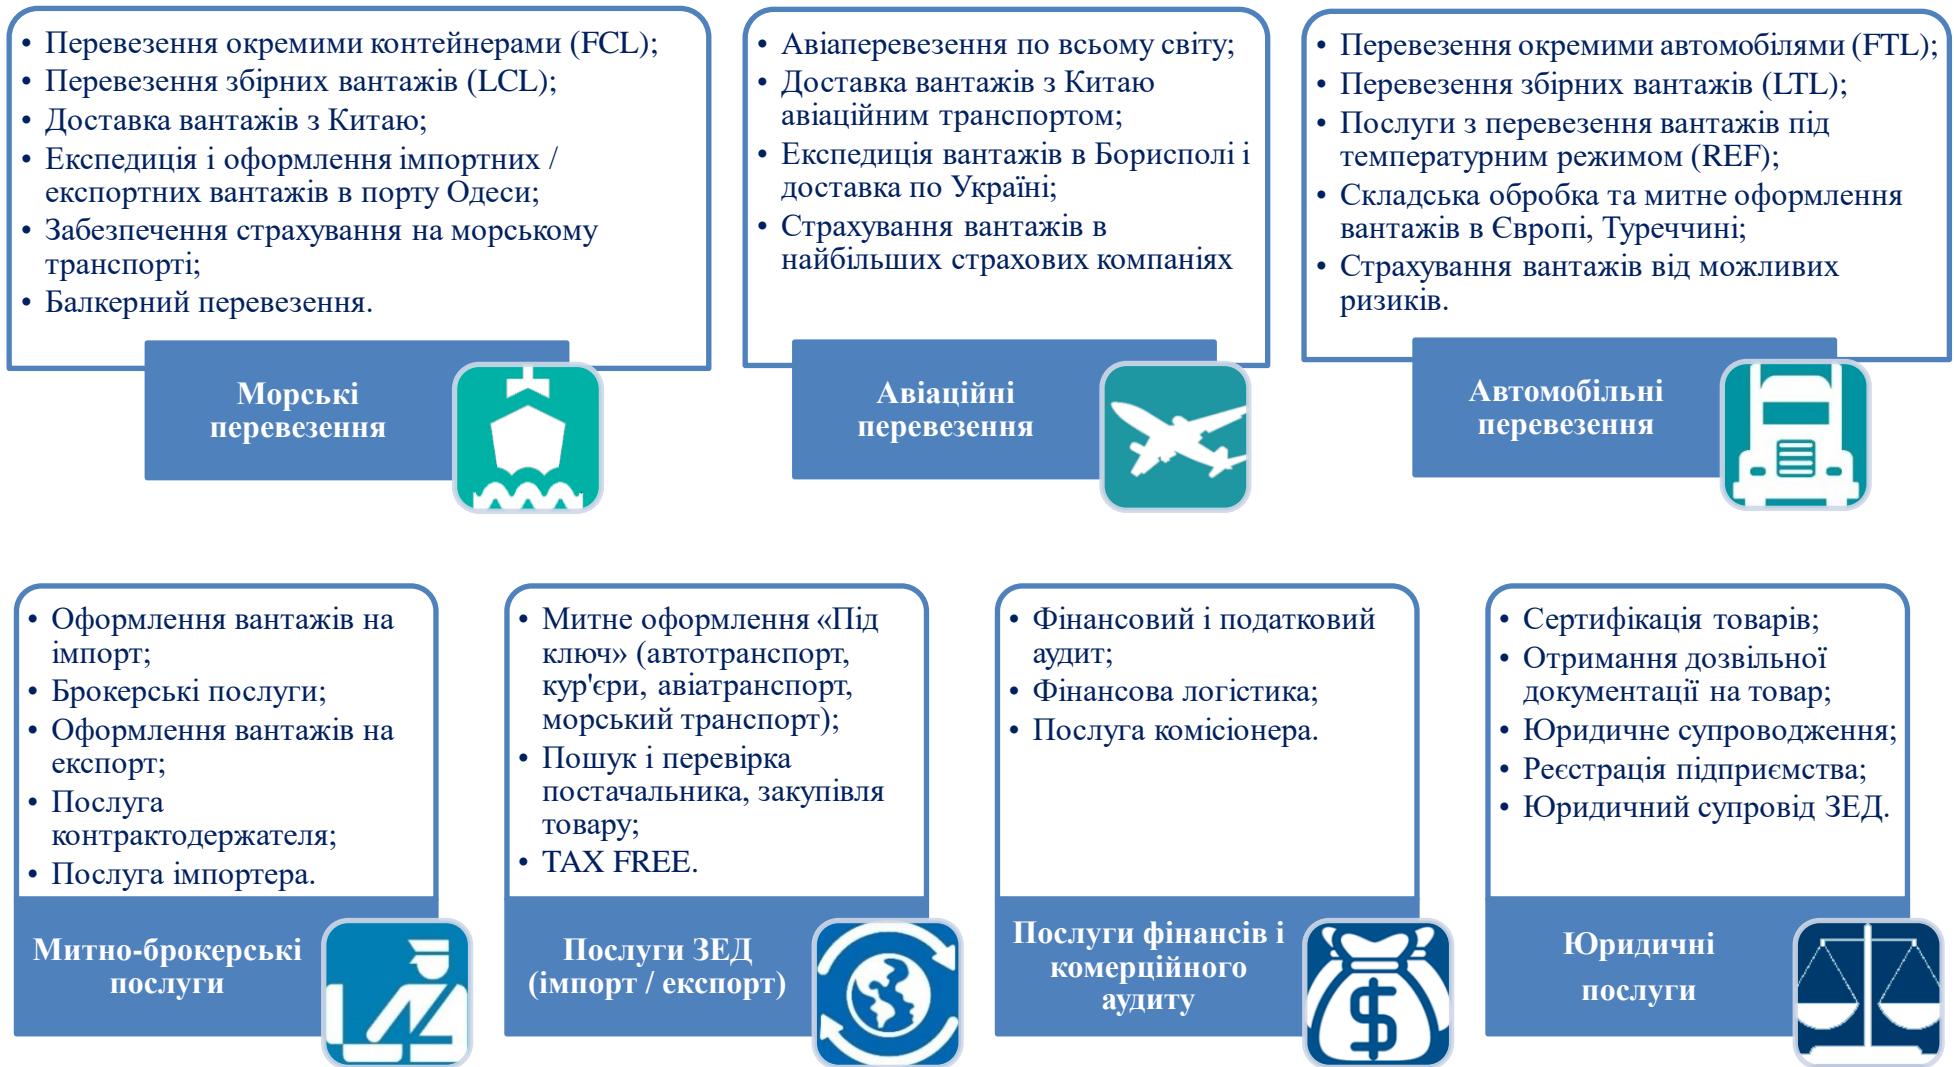 • Перевезення окремими контейнерами (FCL);
• Перевезення збірних вантажів (LCL);
• Доставка вантажів з Китаю;
• Експедиція і оформлення імпортних /
експортних вантажів в порту Одеси;
• Забезпечення страхування на морському
транспорті;
• Балкерний перевезення.
Морські
перевезення
• Авіаперевезення по всьому світу;
• Доставка вантажів з Китаю
авіаційним транспортом;
• Експедиція вантажів в Борисполі і
доставка по Україні;
• Страхування вантажів в
найбільших страхових компаніях
Авіаційні
перевезення
• Перевезення окремими автомобілями (FTL);
• Перевезення збірних вантажів (LTL);
• Послуги з перевезення вантажів під
температурним режимом (REF);
• Складська обробка та митне оформлення
вантажів в Європі, Туреччині;
• Страхування вантажів від можливих
ризиків.
Автомобільні
перевезення
• Оформлення вантажів на
імпорт;
• Брокерські послуги;
• Оформлення вантажів на
експорт;
• Послуга
контрактодержателя;
• Послуга імпортера.
Митно-брокерські
послуги
• Митне оформлення «Під
ключ» (автотранспорт,
кур'єри, авіатранспорт,
морський транспорт);
• Пошук і перевірка
постачальника, закупівля
товару;
• TAX FREE.
Послуги ЗЕД
(імпорт / експорт)
• Фінансовий і податковий
аудит;
• Фінансова логістика;
• Послуга комісіонера.
Послуги фінансів і
комерційного
аудиту
• Сертифікація товарів;
• Отримання дозвільної
документації на товар;
• Юридичне супроводження;
• Реєстрація підприємства;
• Юридичний супровід ЗЕД.
Юридичні
послуги